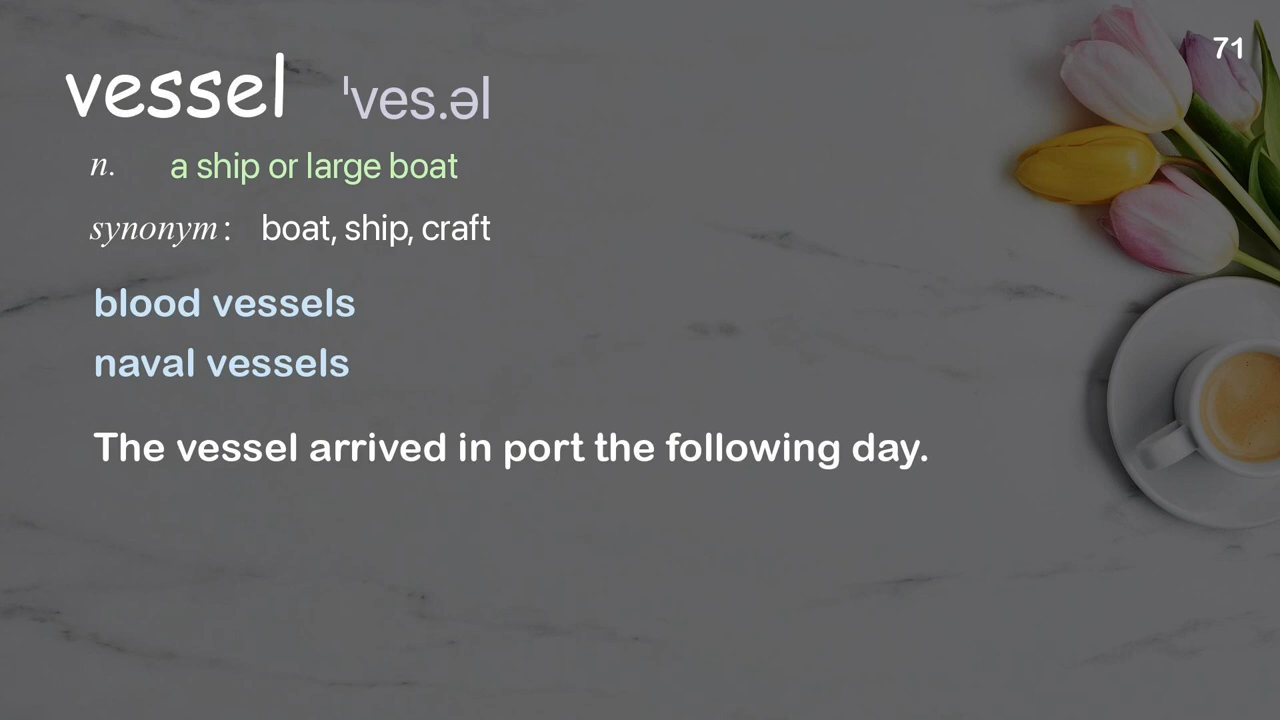 71
vessel ˈves.əl
n. a ship or large boat
synonym: boat, ship, craft
blood vessels
naval vessels
The vessel arrived in port the following day.